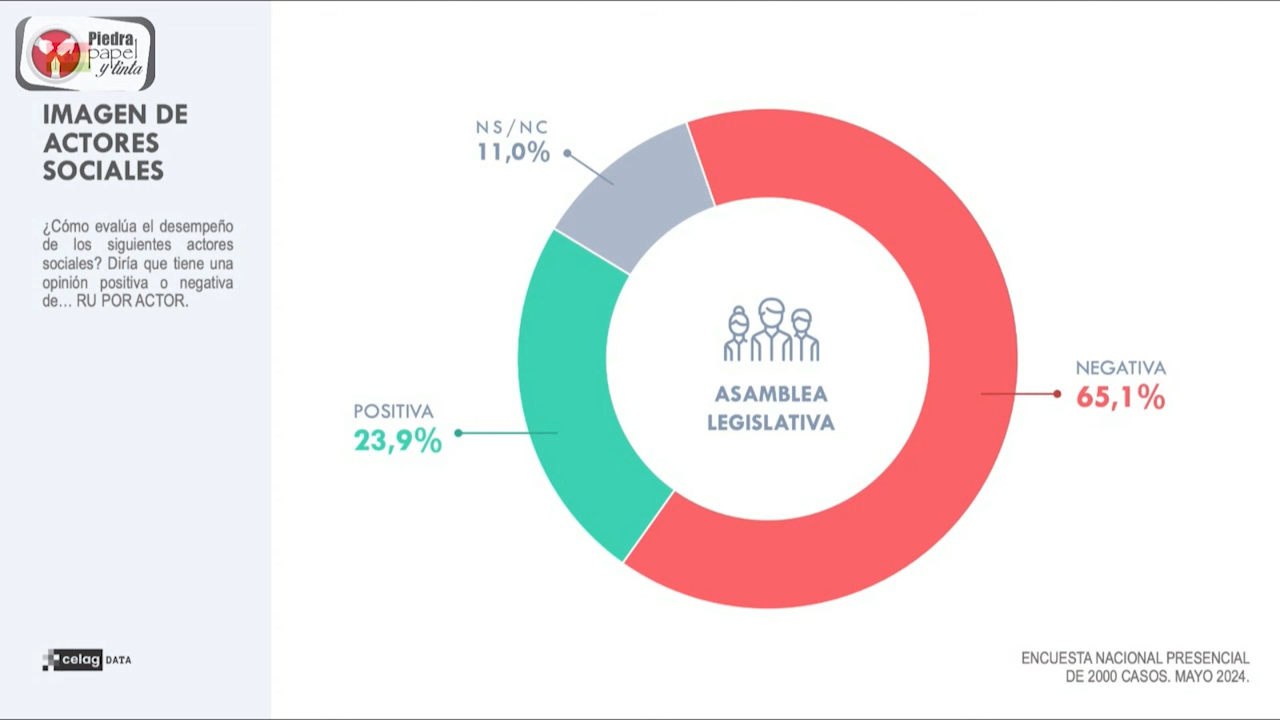 Piedra
papel
y tinta
IMAGEN DE
ACTORES
SOCIALES
¿Cómo evalúa el desempeño
de los siguientes actores
sociales? Diría que tiene una
opinión positiva o negativa
de... RU POR ACTOR.
NS/NC
11,0%
POSITIVA
23,9%
ASAMBLEA
LEGISLATIVA
NEGATIVA
65,1%
celag DATA
ENCUESTA NACIONAL PRESENCIAL
DE 2000 CASOS. MAYO 2024.